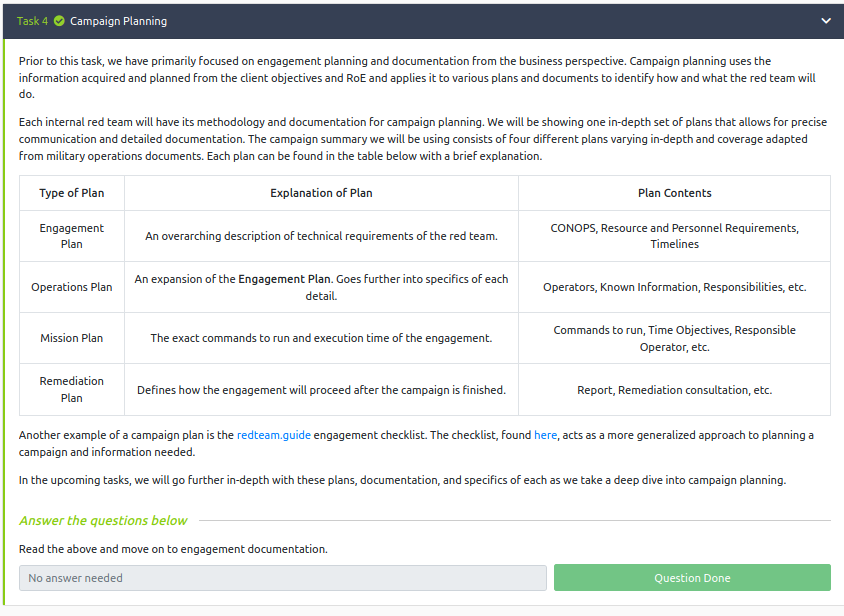 Task 4 Campaign Planning
Prior to this task, we have primarily focused on engagement planning and documentation from the business perspective. Campaign planning uses the
information acquired and planned from the client objectives and RoE and applies it to various plans and documents to identify how and what the red team will
do.
Each internal red team will have its methodology and documentation for campaign planning. We will be showing one in-depth set of plans that allows for precise
communication and detailed documentation. The campaign summary we will be using consists of four different plans varying in-depth and coverage adapted
from military operations documents. Each plan can be found in the table below with a brief explanation.
Type of Plan Explanation of Plan Plan Contents
Engagement
Plan
An overarching description of technical requirements of the red team.
CONOPS, Resource and Personnel Requirements,
Timelines
Operations Plan
An expansion of the Engagement Plan. Goes further into specifics of each
detail.
Operators, Known Information, Responsibilities, etc.
Mission Plan
The exact commands to run and execution time of the engagement.
Commands to run, Time Objectives, Responsible
Operator, etc.
Remediation
Plan
Defines how the engagement will proceed after the campaign is finished.
Report, Remediation consultation, etc.
Another example of a campaign plan is the redteam.guide engagement checklist. The checklist, found here, acts as a more generalized approach to planning a
campaign and information needed.
In the upcoming tasks, we will go further in-depth with these plans, documentation, and specifics of each as we take a deep dive into campaign planning.
Answer the questions below
Read the above and move on to engagement documentation.
No answer needed Question Done